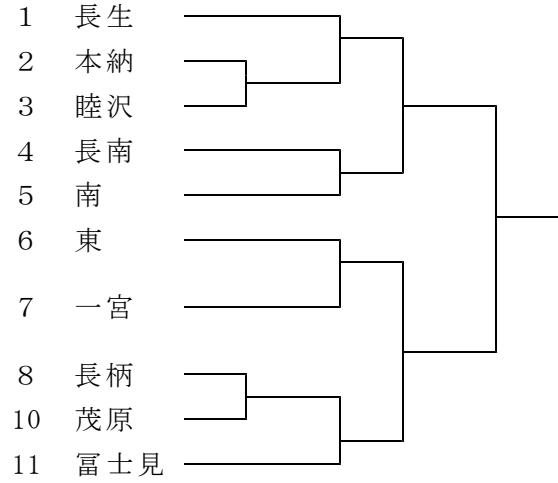 1 長生
2 本納
3 睦沢
4 長南
5 南
6 東
7 一宮
8 長柄
10 茂原
11 冨士見